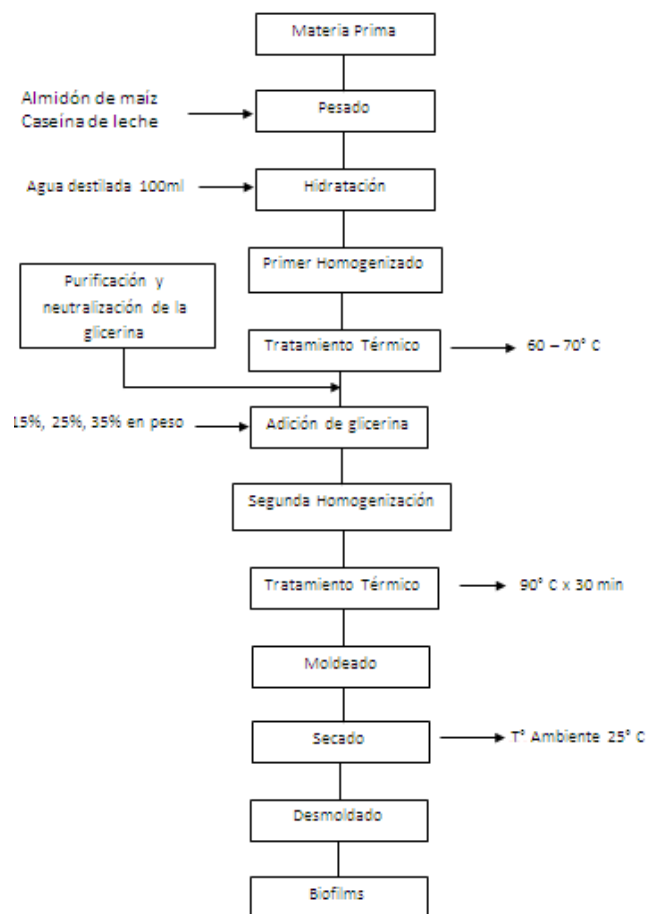 Materia Prima
Almidón de maíz
Caseína de leche
Pesado
Agua destilada 100ml
Hidratación
Primer Homogenizado
Purificación y
neutralización de la
glicerina
Tratamiento Térmico
60 – 70° C
15%, 25%, 35% en peso
Adición de glicerina
Segunda Homogenización
Tratamiento Térmico
90° C x 30 min
Moldeado
Secado
T° Ambiente 25° C
Desmoldado
Biofilms